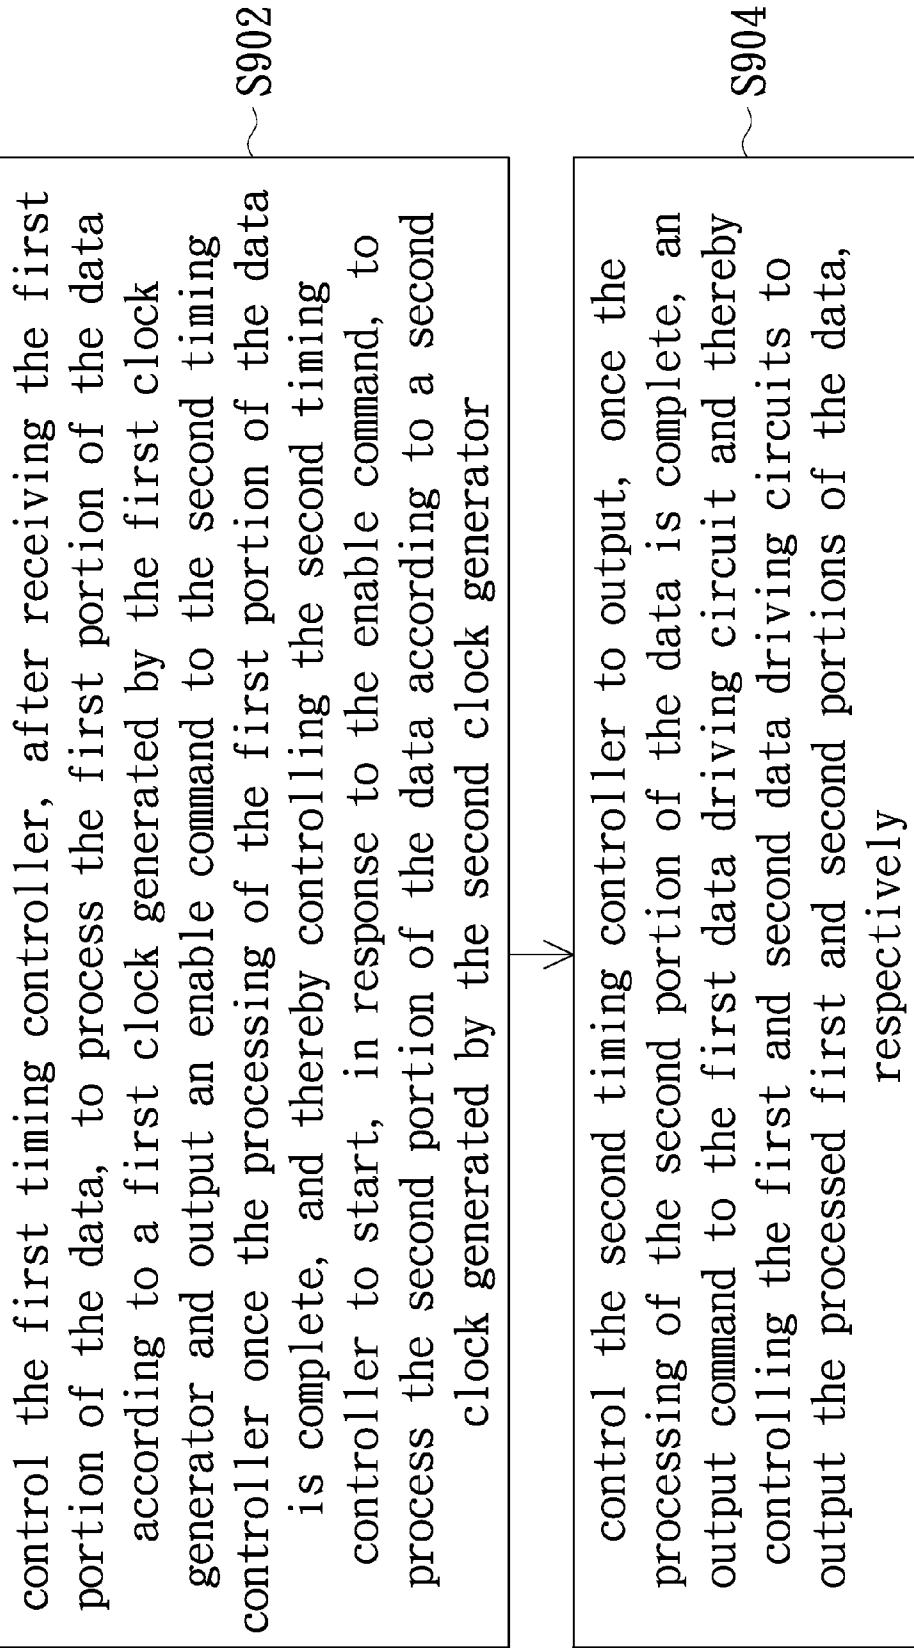 control the first timing controller, after receiving the first
portion of the data, to process the first portion of the data
according to a first clock generated by the first clock
generator and output an enable command to the second timing
controller once the processing of the first portion of the data
is complete, and thereby controlling the second timing
controller to start, in response to the enable command, to
process the second portion of the data according to a second
clock generated by the second clock generator
S902
control the second timing controller to output, once the
processing of the second portion of the data is complete, an
output command to the first data driving circuit and thereby
controlling the first and second data driving circuits to
output the processed first and second portions of the data,
respectively
S904